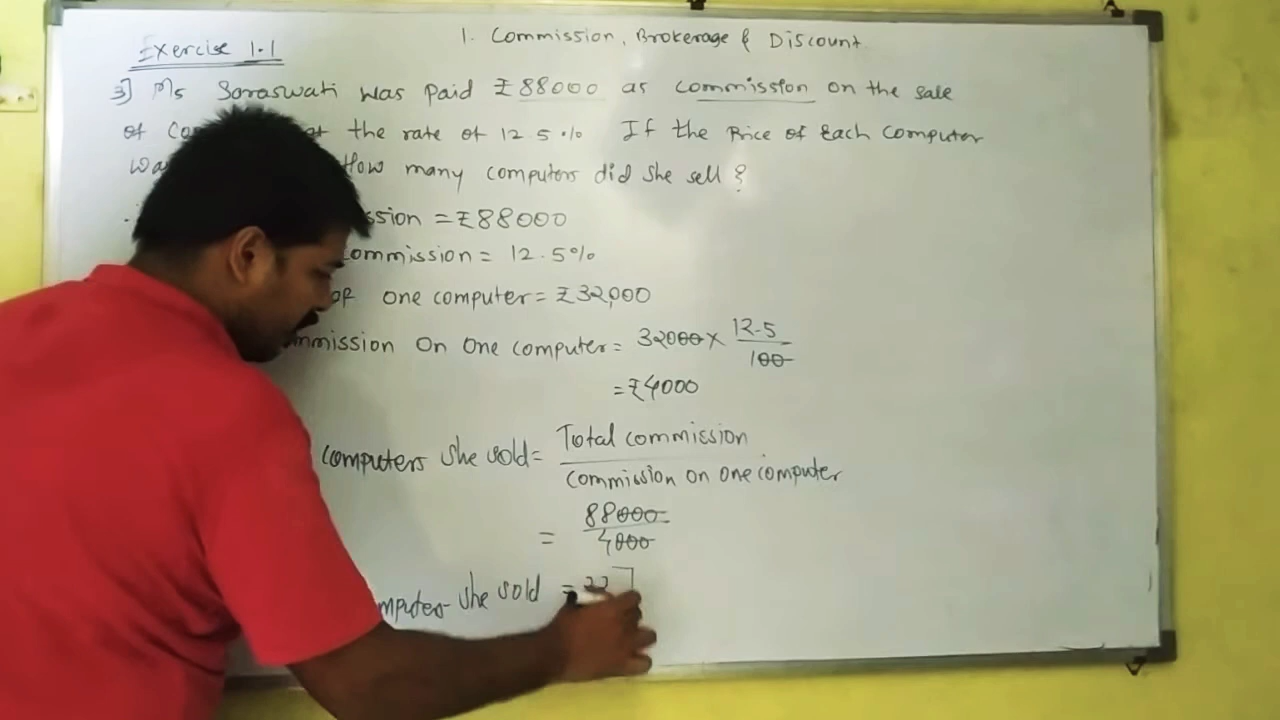 1. Commission, Brokerage & Discount
Exercise 1.1
3] Ms Saraswati was paid ₹88000 as commission on the sale
of the rate of 12 5 % If the Price of Each computer
How many computers did she sell ?
ssion = ₹88000
commission = 12.5%
of one computer = ₹32,000
mmission on one computer = 32000 × 12.5 / 100
= ₹4000
computers she sold = Total commission / commission on one computer
= 88000 / 4000
mputer she sold = 22